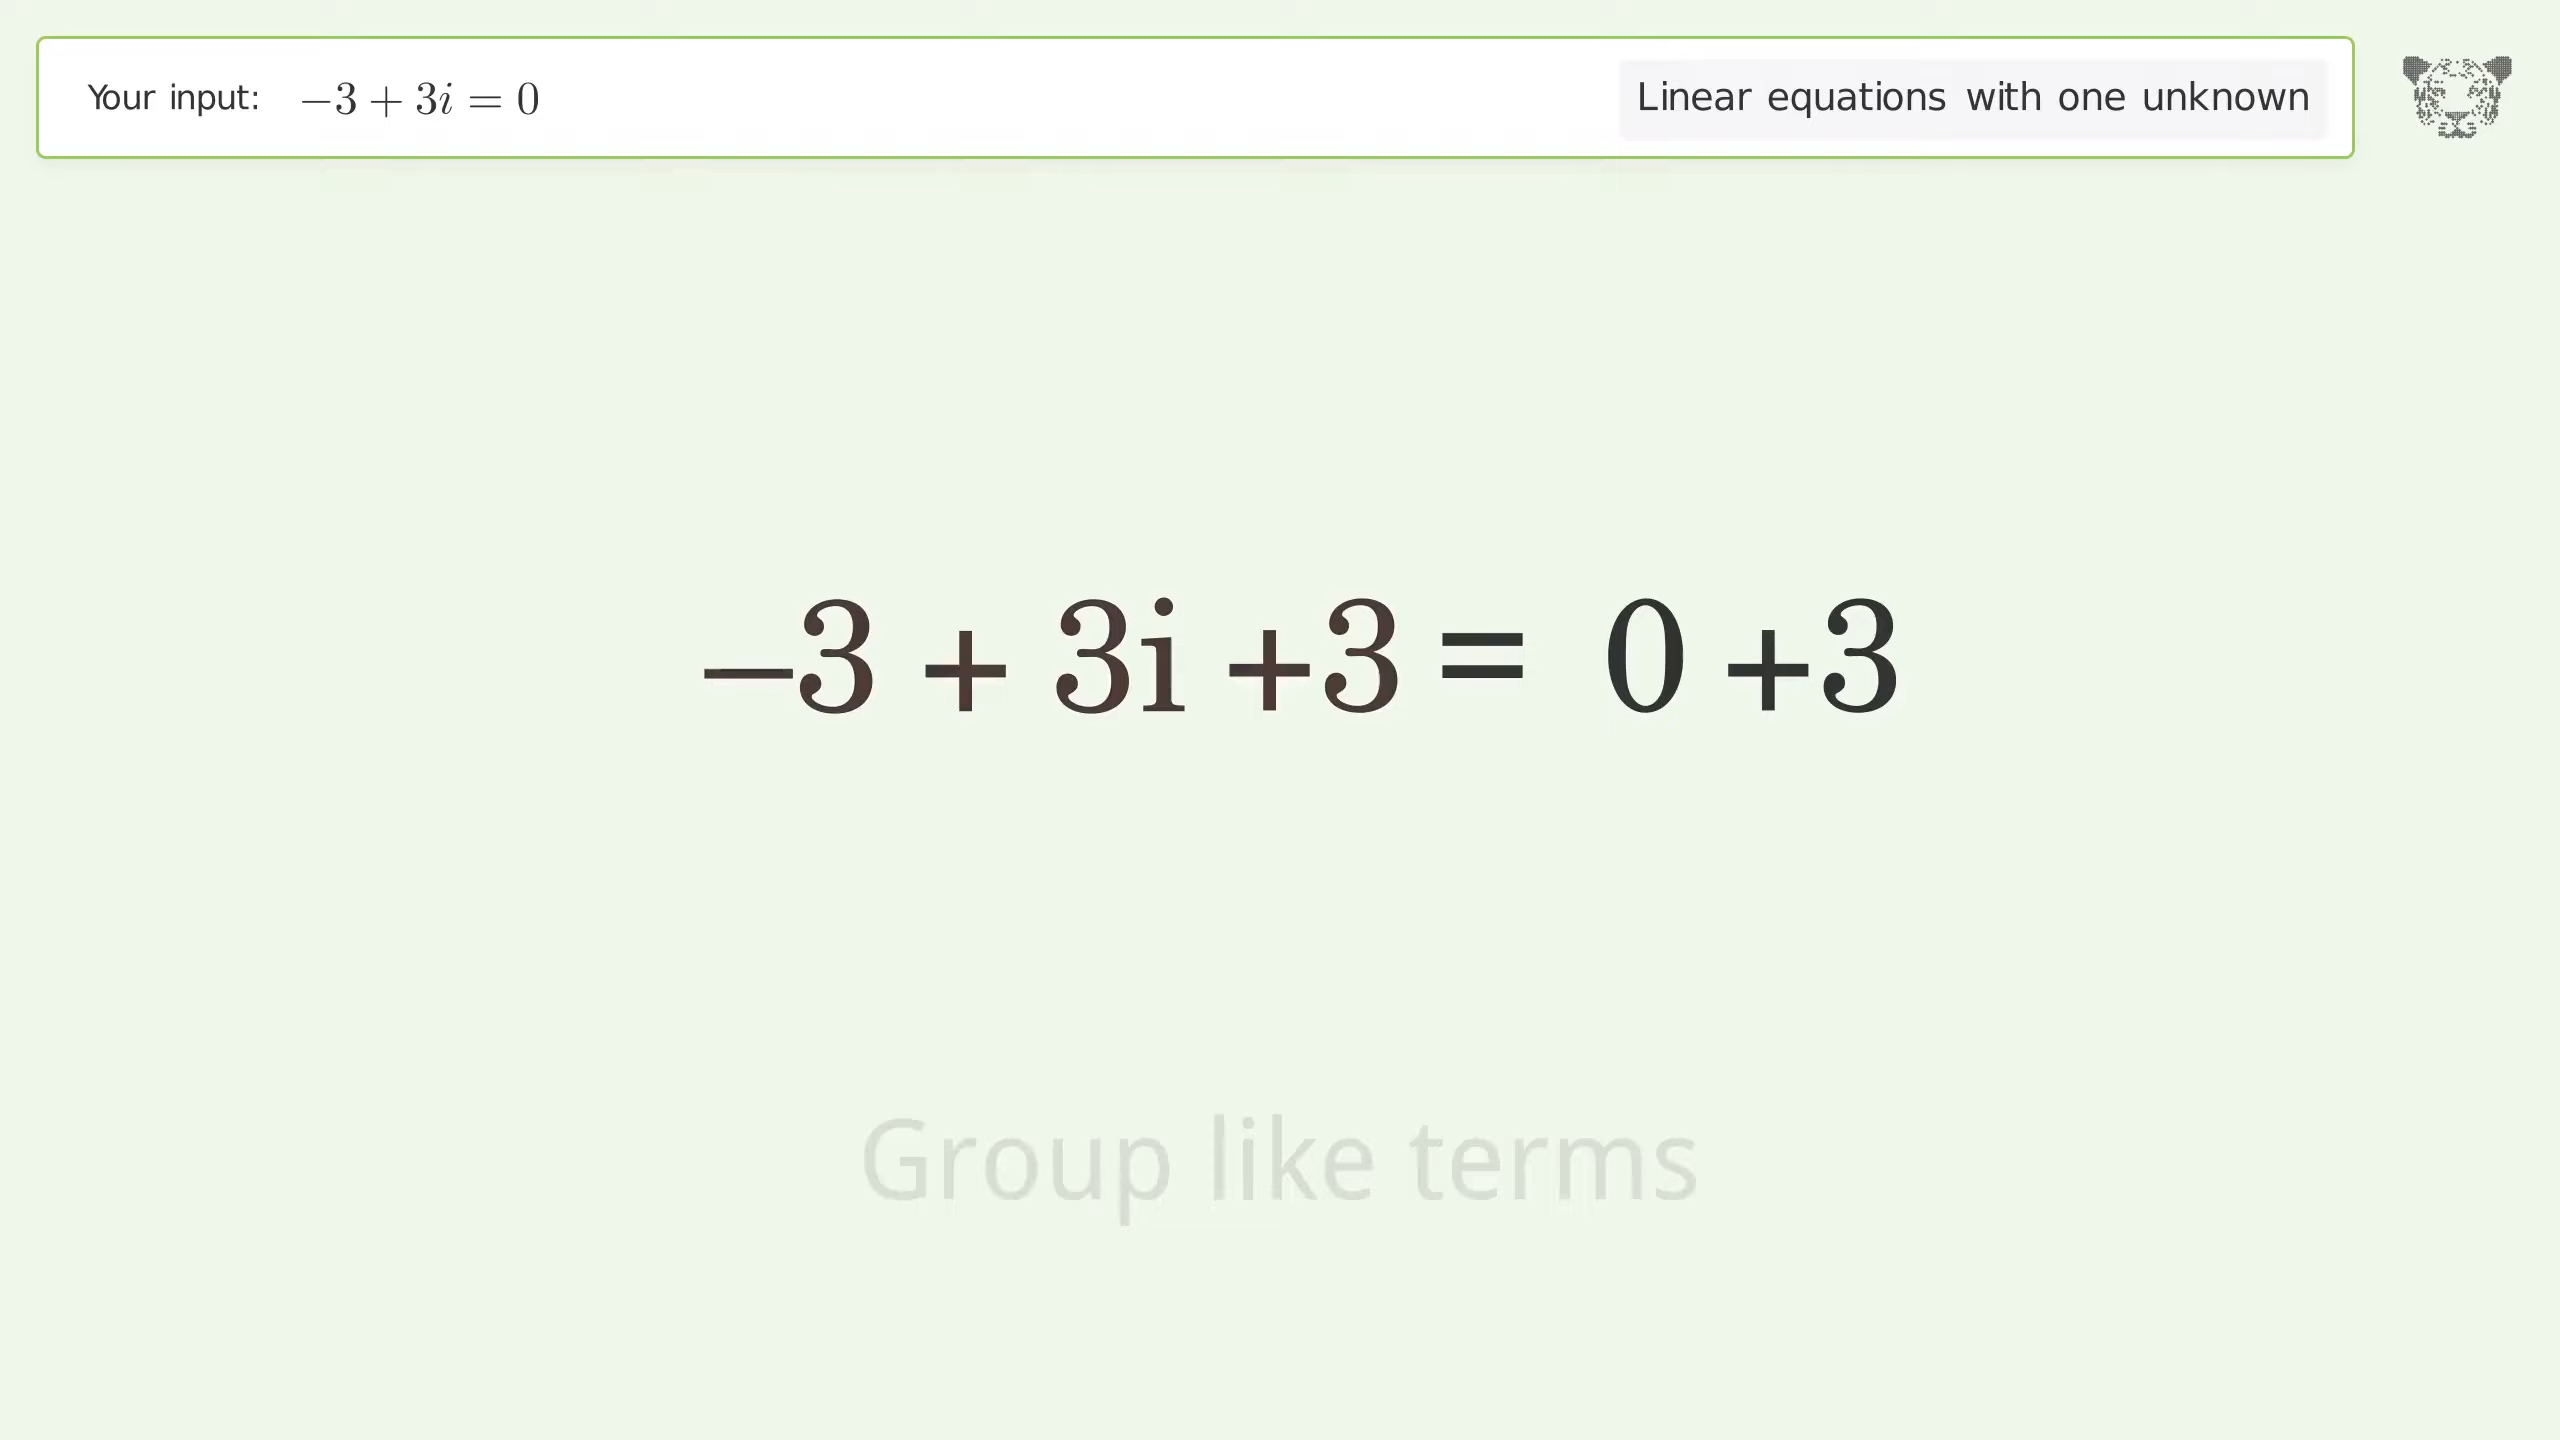 Your input: −3 + 3i = 0
Linear equations with one unknown
−3 + 3i +3 = 0 +3
Group like terms